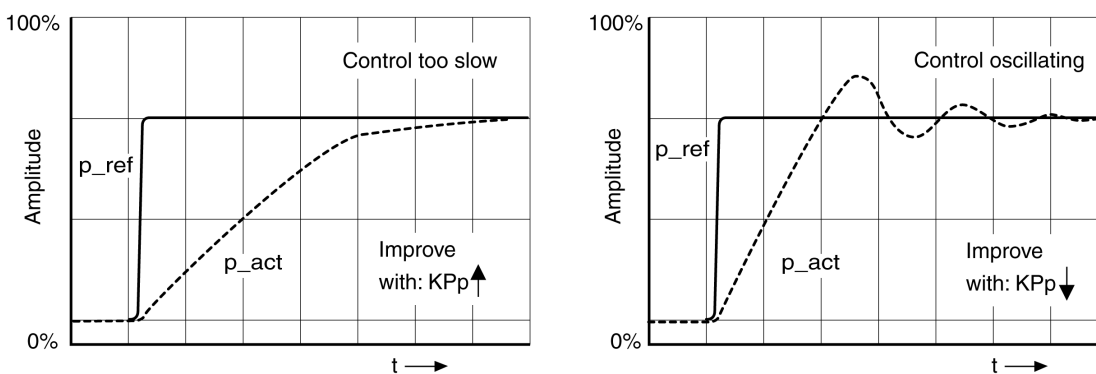 100%
Control too slow
p_ref
Amplitude
p_act
Improve
with: KPp
0%
t
100%
Control oscillating
p_ref
Amplitude
p_act
Improve
with: KPp
0%
t